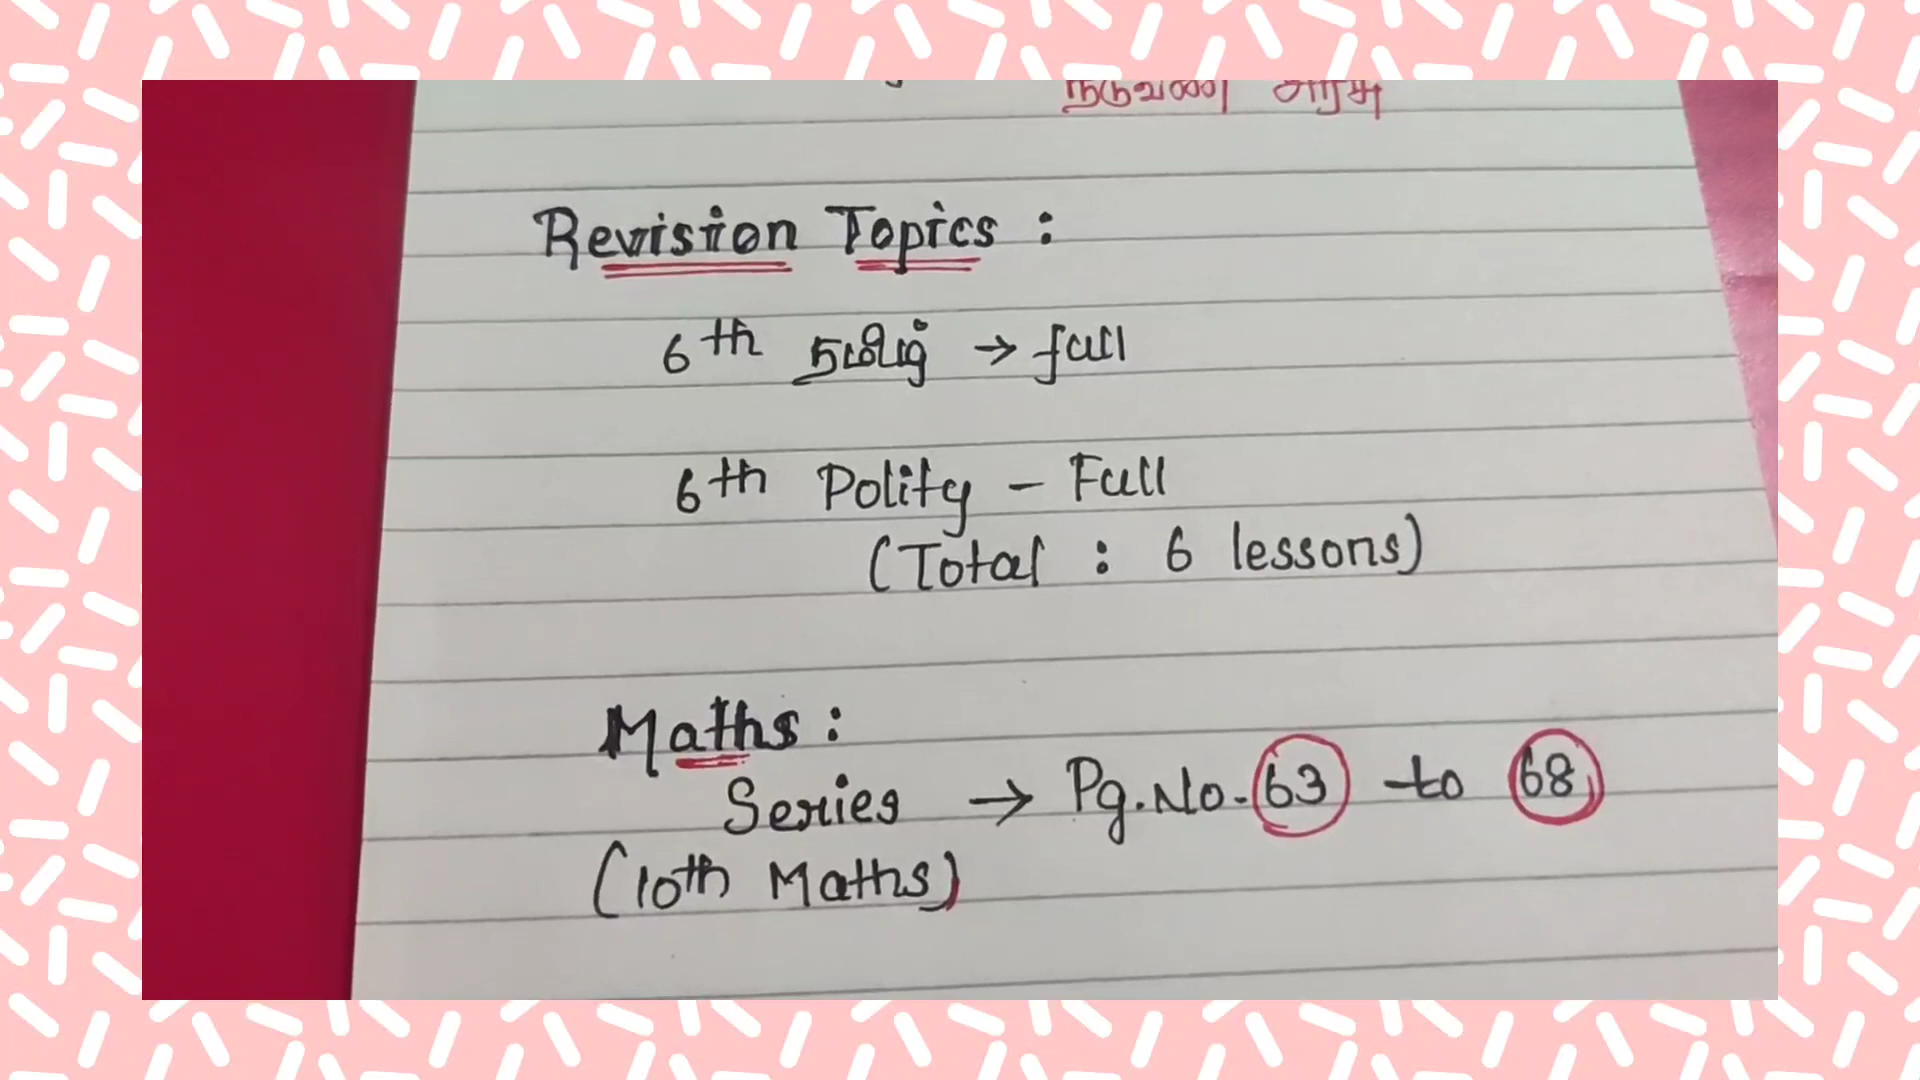 Revision Topics :
6th தமிழ் → full
6th Polity - Full
(Total : 6 lessons)
Maths :
Series → Pg.No. 63 to 68
(10th Maths)